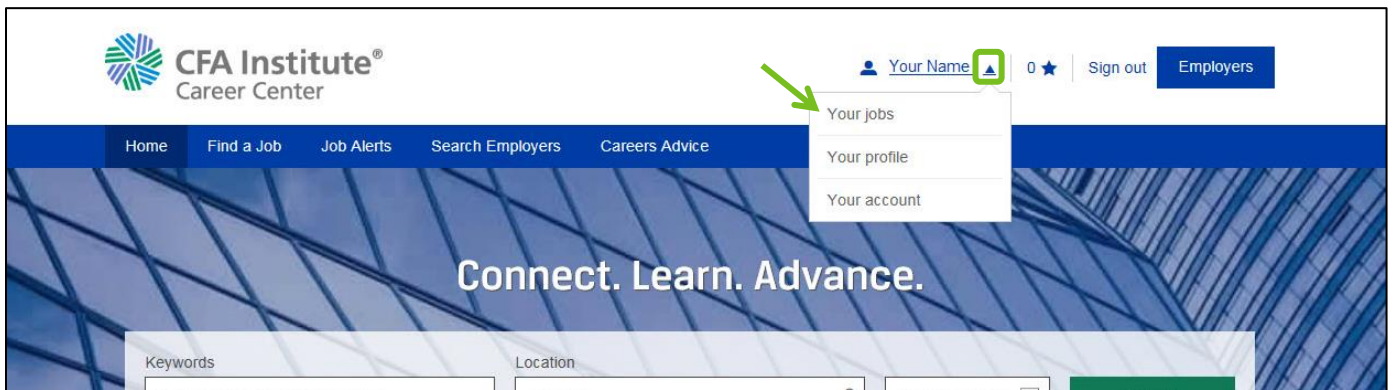 CFA Institute®
Career Center
Your Name
0
Sign out
Employers
Your jobs
Your profile
Your account
Home
Find a Job
Job Alerts
Search Employers
Careers Advice
Connect. Learn. Advance.
Keywords
Location